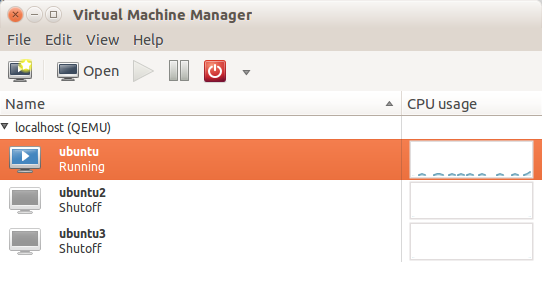 Virtual Machine Manager
File Edit View Help
Open
Name CPU usage
localhost (QEMU)
ubuntu
Running
ubuntu2
Shutoff
ubuntu3
Shutoff